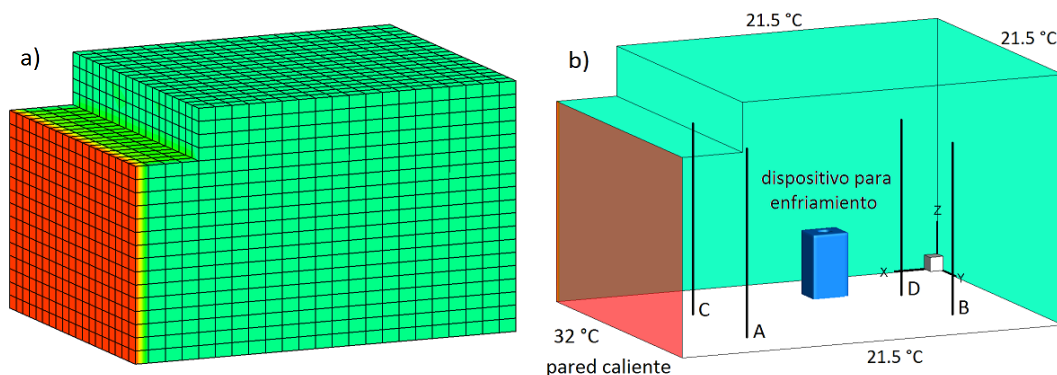 a)
b)
21.5 °C
21.5 °C
dispositivo para
enfriamiento
Z
X
Y
C
A
D
B
32 °C
pared caliente
21.5 °C